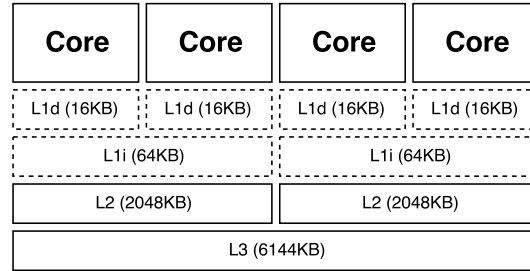 Core Core Core Core
L1d (16KB) L1d (16KB) L1d (16KB) L1d (16KB)
L1i (64KB) L1i (64KB)
L2 (2048KB) L2 (2048KB)
L3 (6144KB)